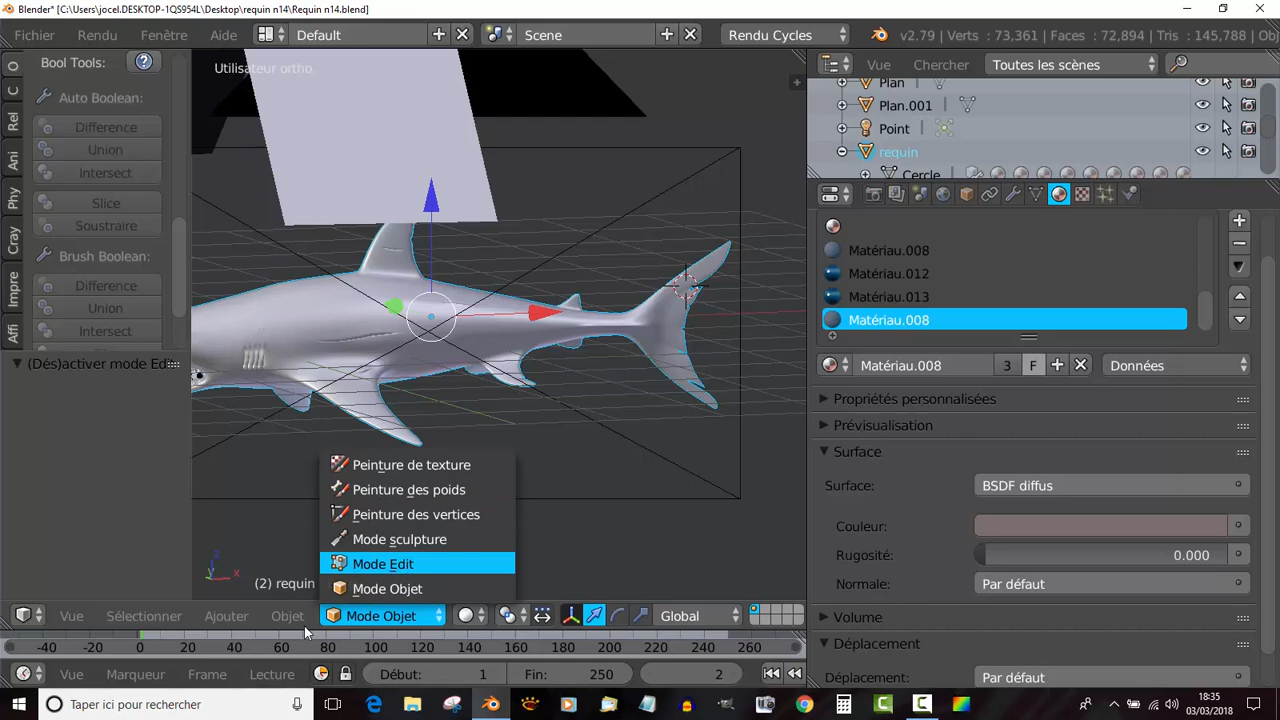 Blender* [C:\Users\jocel.DESKTOP-1QS954L\Desktop\requin n14\Requin n14.blend]
Fichier Rendu Fenêtre Aide Default Scene Rendu Cycles v2.79 | Verts : 73,361 | Faces : 72,894 | Tris : 145,788 | Obj
Bool Tools:
Auto Boolean:
Difference
Union
Intersect
Slice
Soustraire
Brush Boolean:
Difference
Union
Intersect
O
C
Rel
Ani
Phy
Cray
Impre
Affi
(Dés)activer mode Ed
Utilisateur ortho.
z
y
x
(2) requin
Peinture de texture
Peinture des poids
Peinture des vertices
Mode sculpture
Mode Edit
Mode Objet
Vue Sélectionner Ajouter Objet Mode Objet Global
-40 -20 0 20 40 60 80 100 120 140 160 180 200 220 240 260
Vue Marqueur Frame Lecture Début: 1 Fin: 250 2
Vue Chercher Toutes les scènes
Plan
Plan.001
Point
requin
Cercle
Matériau.008
Matériau.012
Matériau.013
Matériau.008
Matériau.008 3 F Données
Propriétés personnalisées
Prévisualisation
Surface
Surface: BSDF diffus
Couleur:
Rugosité: 0.000
Normale: Par défaut
Volume
Déplacement
Déplacement: Par défaut
Taper ici pour rechercher
18:35
03/03/2018